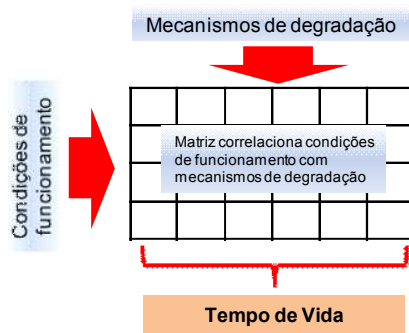 Mecanismos de degradação
Condições de
funcionamento
Matriz correlaciona condições
de funcionamento com
mecanismos de degradação
Tempo de Vida